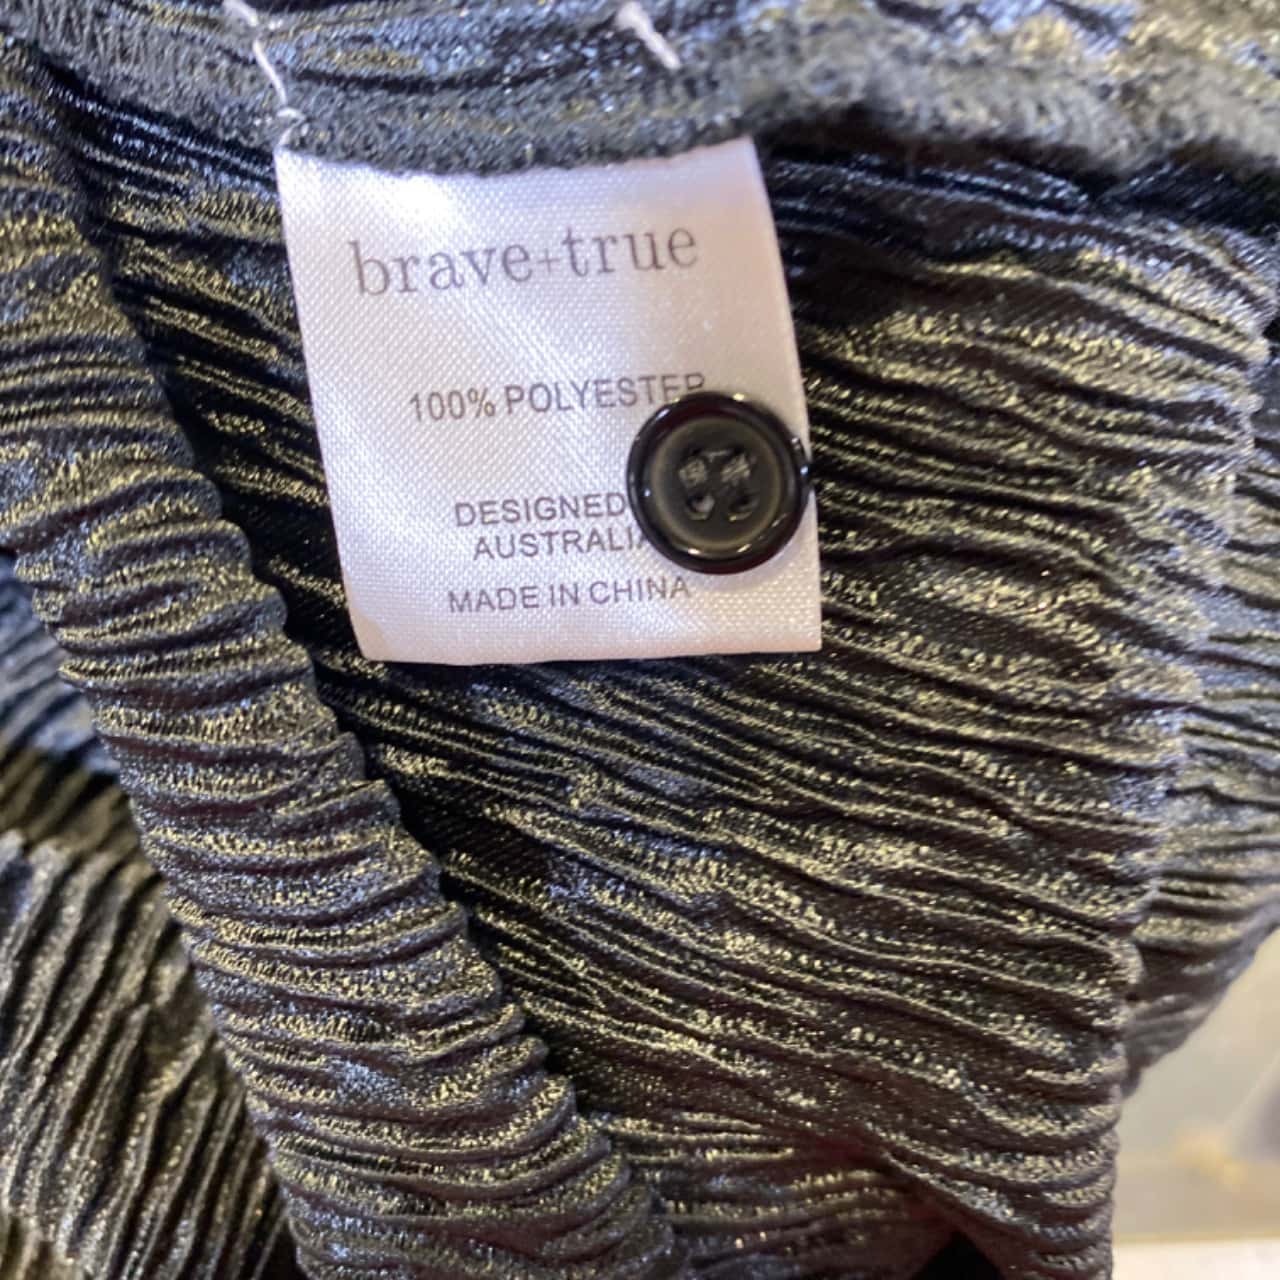 brave+true
100% POLYESTER
DESIGNED
AUSTRALIA
MADE IN CHINA